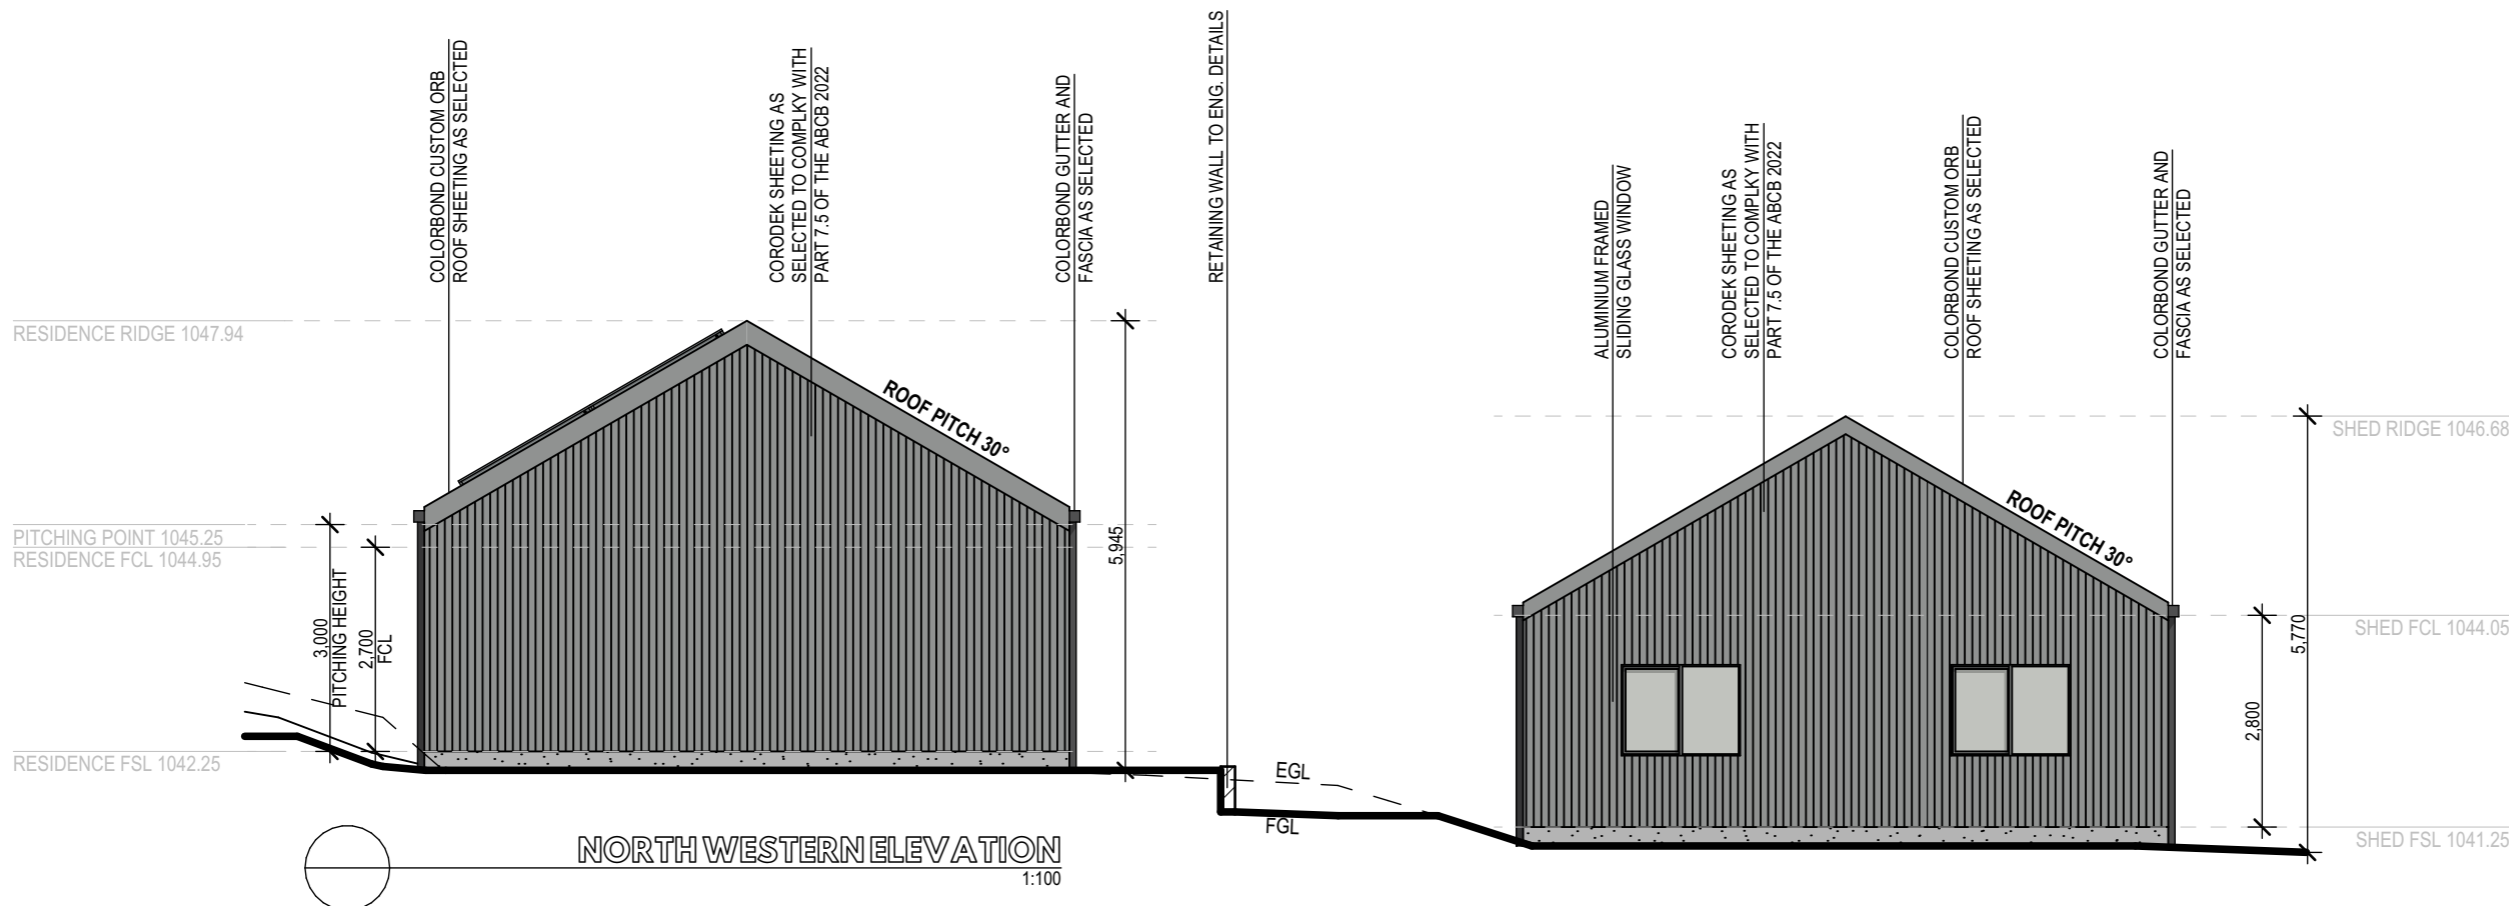 COLORBOND CUSTOM ORB
ROOF SHEETING AS SELECTED
CORODEK SHEETING AS
SELECTED TO COMPLKY WITH
PART 7.5 OF THE ABCB 2022
COLORBOND GUTTER AND
FASCIA AS SELECTED
RETAINING WALL TO ENG. DETAILS
ALUMINIUM FRAMED
SLIDING GLASS WINDOW
CORODEK SHEETING AS
SELECTED TO COMPLKY WITH
PART 7.5 OF THE ABCB 2022
COLORBOND CUSTOM ORB
ROOF SHEETING AS SELECTED
COLORBOND GUTTER AND
FASCIA AS SELECTED
RESIDENCE RIDGE 1047.94
PITCHING POINT 1045.25
RESIDENCE FCL 1044.95
RESIDENCE FSL 1042.25
3,000
PITCHING HEIGHT
2,700
FCL
ROOF PITCH 30°
5,945
EGL
FGL
ROOF PITCH 30°
2,800
5,770
SHED RIDGE 1046.68
SHED FCL 1044.05
SHED FSL 1041.25
NORTH WESTERN ELEVATION
1:100